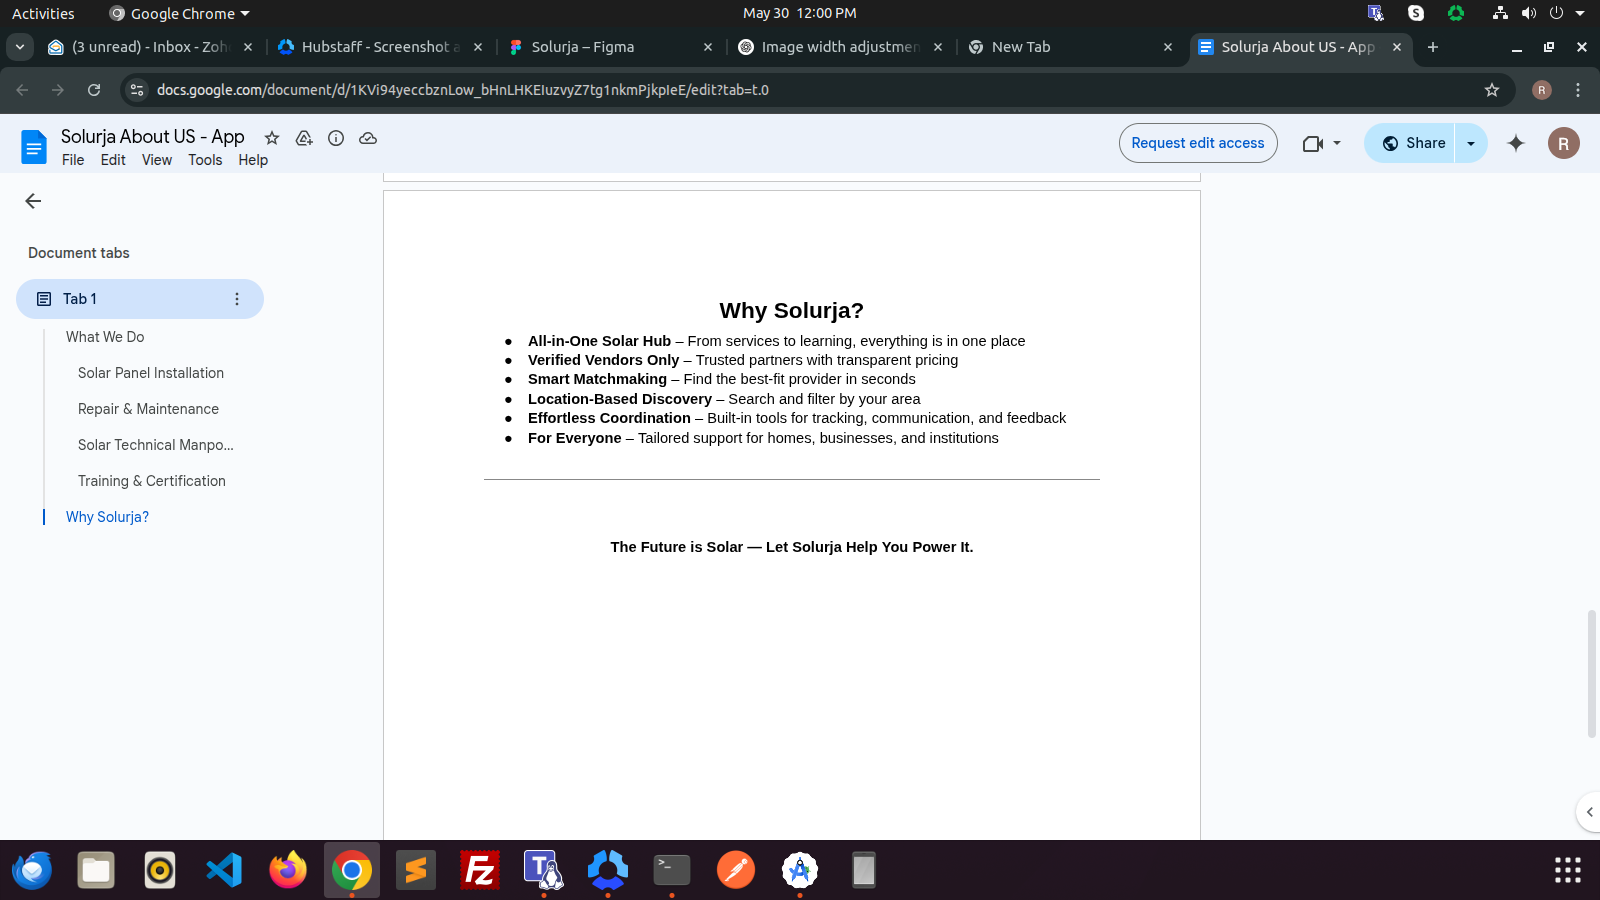 Activities
Google Chrome
May 30 12:00 PM
(3 unread) - Inbox - Zoh
Hubstaff - Screenshot a
Solurja – Figma
Image width adjustmen
New Tab
Solurja About US - App
docs.google.com/document/d/1KVi94yeccbznLow_bHnLHKEIuzvyZ7tg1nkmPjkpIeE/edit?tab=t.0
R
Solurja About US - App
File Edit View Tools Help
Request edit access
Share
R
Document tabs
Tab 1
What We Do
Solar Panel Installation
Repair & Maintenance
Solar Technical Manpo...
Training & Certification
Why Solurja?
Why Solurja?
● All-in-One Solar Hub – From services to learning, everything is in one place
● Verified Vendors Only – Trusted partners with transparent pricing
● Smart Matchmaking – Find the best-fit provider in seconds
● Location-Based Discovery – Search and filter by your area
● Effortless Coordination – Built-in tools for tracking, communication, and feedback
● For Everyone – Tailored support for homes, businesses, and institutions
The Future is Solar — Let Solurja Help You Power It.